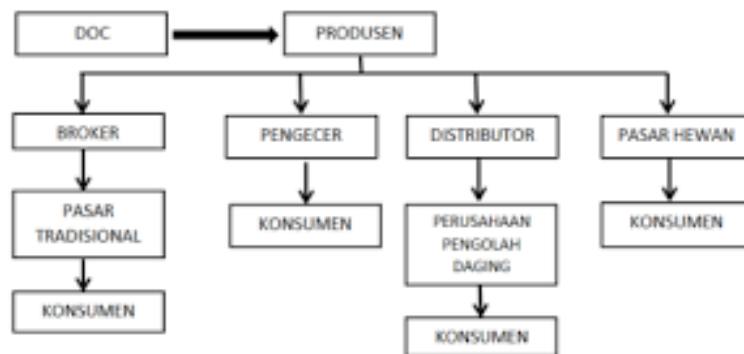 DOC
PRODUSEN
BROKER
PENGECER
DISTRIBUTOR
PASAR HEWAN
PASAR
TRADISIONAL
KONSUMEN
PERUSAHAAN
PENGOLAH
DAGING
KONSUMEN
KONSUMEN
KONSUMEN